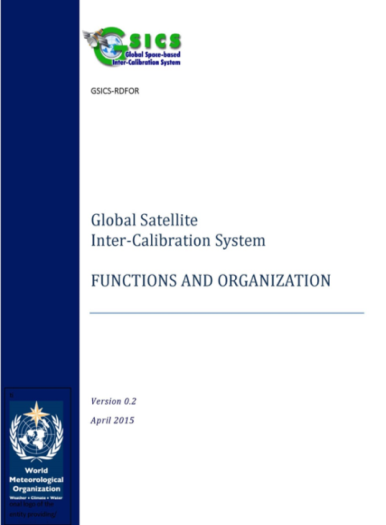 GSICS
Global Space-based
Inter-Calibration System
GSICS-RDFOR
Global Satellite
Inter-Calibration System
FUNCTIONS AND ORGANIZATION
Version 0.2
April 2015
World
Meteorological
Organization
Weather • Climate • Water